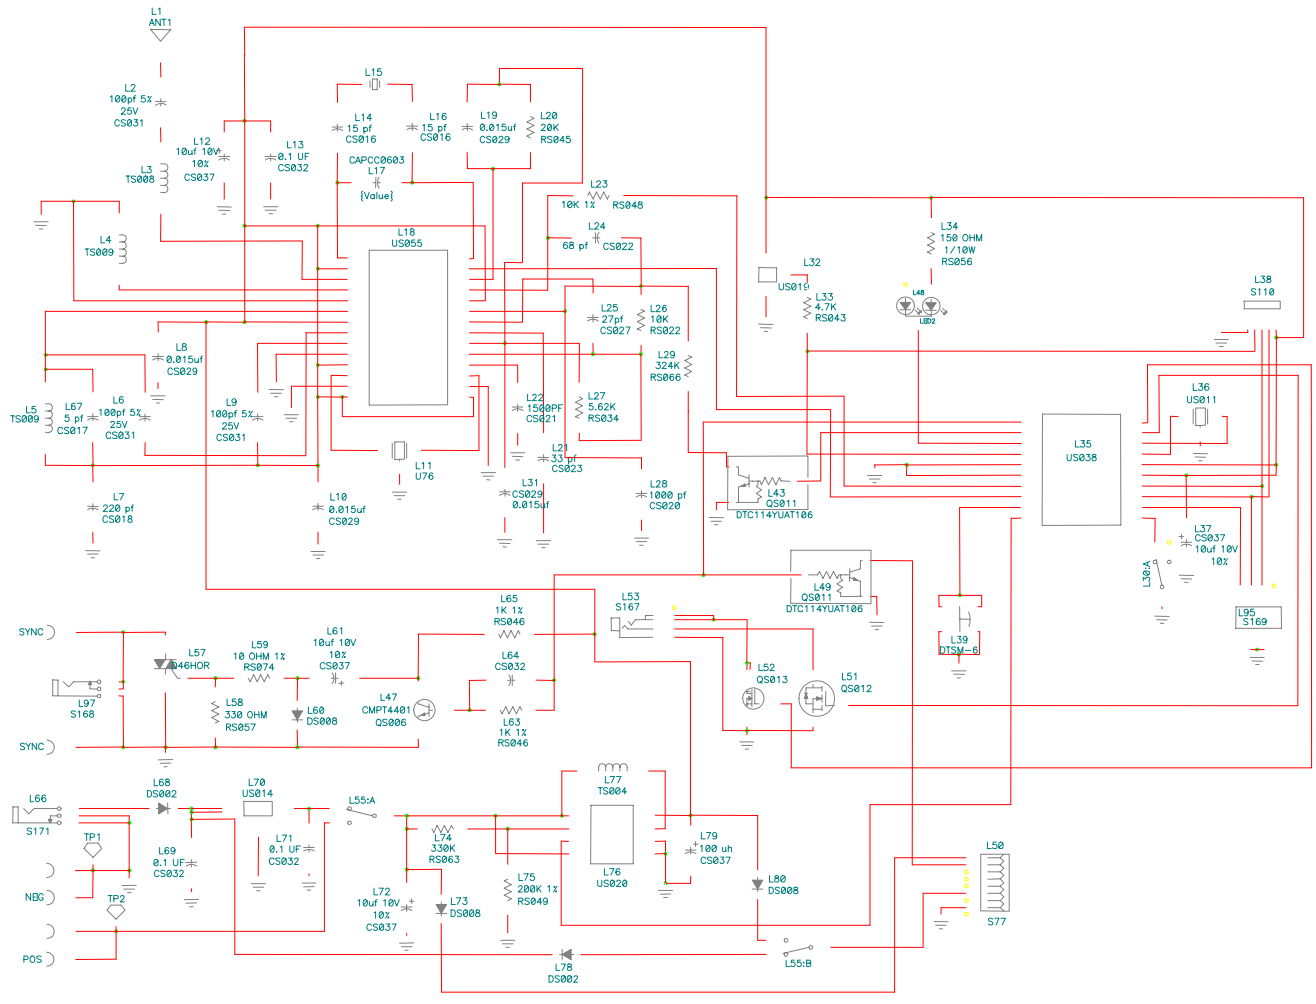 L1
ANT1
L2
100pf 5%
25V
CS031
L3
TS008
L12
10uf 10V
10%
CS037
L13
0.1 UF
CS032
L15
L14
15 pf
CS016
L16
15 pf
CS016
L19
0.015uf
CS029
L20
20K
RS045
CAPCC0603
L17
{Value}
L23
10K 1%
RS048
L24
68 pf
CS022
L4
TS009
L18
US055
L32
US019
L33
4.7K
RS043
L34
150 OHM
1/10W
RS056
L48
LED2
L38
S110
L25
27pf
CS027
L26
10K
RS022
L29
324K
RS066
L8
0.015uf
CS029
L5
TS009
L67
5 pf
CS017
L6
100pf 5%
25V
CS031
L9
100pf 5%
25V
CS031
L22
1500PF
CS021
L27
5.62K
RS034
L36
US011
L35
US038
L11
U76
L21
33 pf
CS023
L31
CS029
0.015uf
L28
1000 pf
CS020
L43
QS011
DTC114YUAT106
L7
220 pf
CS018
L10
0.015uf
CS029
L37
CS037
10uf 10V
10%
L30:A
L49
QS011
DTC114YUAT106
L53
S167
L39
DTSM-6
L95
S169
SYNC
L57
Q46HOR
L59
10 OHM 1%
RS074
L61
10uf 10V
10%
CS037
L65
1K 1%
RS046
L64
CS032
L97
S168
L58
330 OHM
RS057
L60
DS008
L47
CMPT4401
QS006
L63
1K 1%
RS046
L52
QS013
L51
QS012
SYNC
L66
S171
L68
DS002
L70
US014
L55:A
L77
TS004
TP1
L69
0.1 UF
CS032
L71
0.1 UF
CS032
L74
330K
RS063
L76
US020
L79
100 uh
CS037
L50
S77
NEG
TP2
L72
10uf 10V
10%
CS037
L73
DS008
L75
200K 1%
RS049
L80
DS008
POS
L78
DS002
L55:B